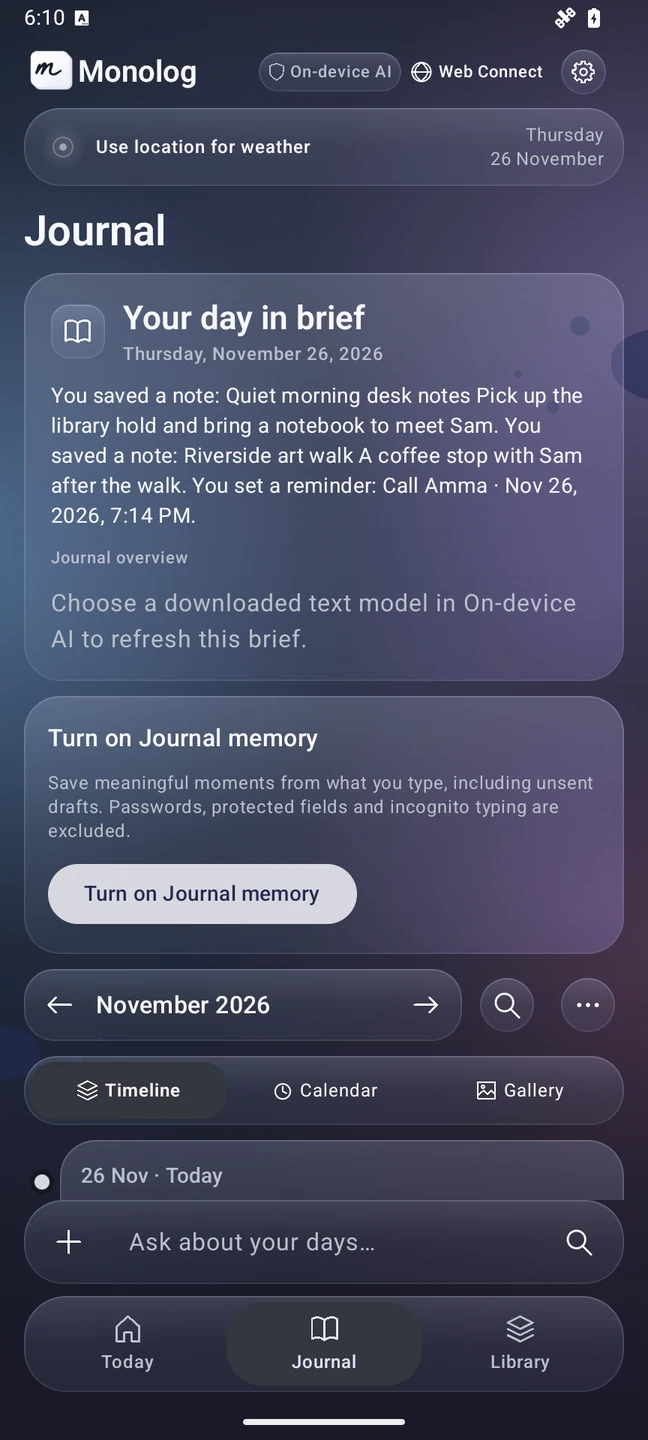 6:10
Monolog
On-device AI
Web Connect
Use location for weather
Thursday
26 November
Journal
Your day in brief
Thursday, November 26, 2026
You saved a note: Quiet morning desk notes Pick up the
library hold and bring a notebook to meet Sam. You
saved a note: Riverside art walk A coffee stop with Sam
after the walk. You set a reminder: Call Amma · Nov 26,
2026, 7:14 PM.
Journal overview
Choose a downloaded text model in On-device
AI to refresh this brief.
Turn on Journal memory
Save meaningful moments from what you type, including unsent
drafts. Passwords, protected fields and incognito typing are
excluded.
Turn on Journal memory
November 2026
Timeline
Calendar
Gallery
26 Nov · Today
Ask about your days…
Today
Journal
Library